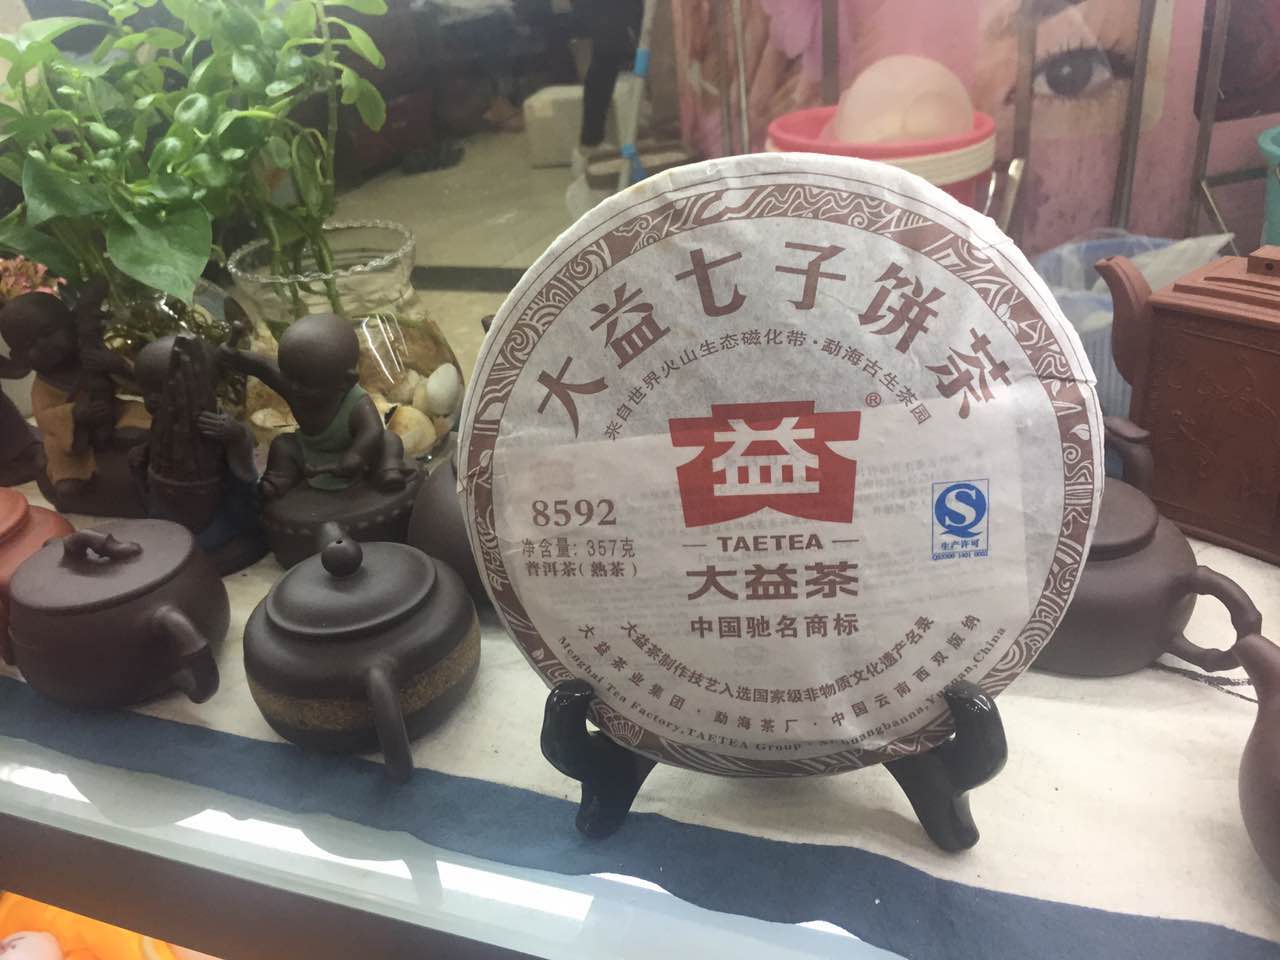 大益七子饼茶
来自世界火山生态磁化带·勐海古生茶园
益
®
8592
净含量: 357克
普洱茶(熟茶)
TAETEA
大益茶
中国驰名商标
S
生产许可
QS5300 1401 0002
大益茶制作技艺入选国家级非物质文化遗产名录
大益茶业集团·勐海茶厂·中国云南西双版纳
Menghai Tea Factory,TAETEA Group
China